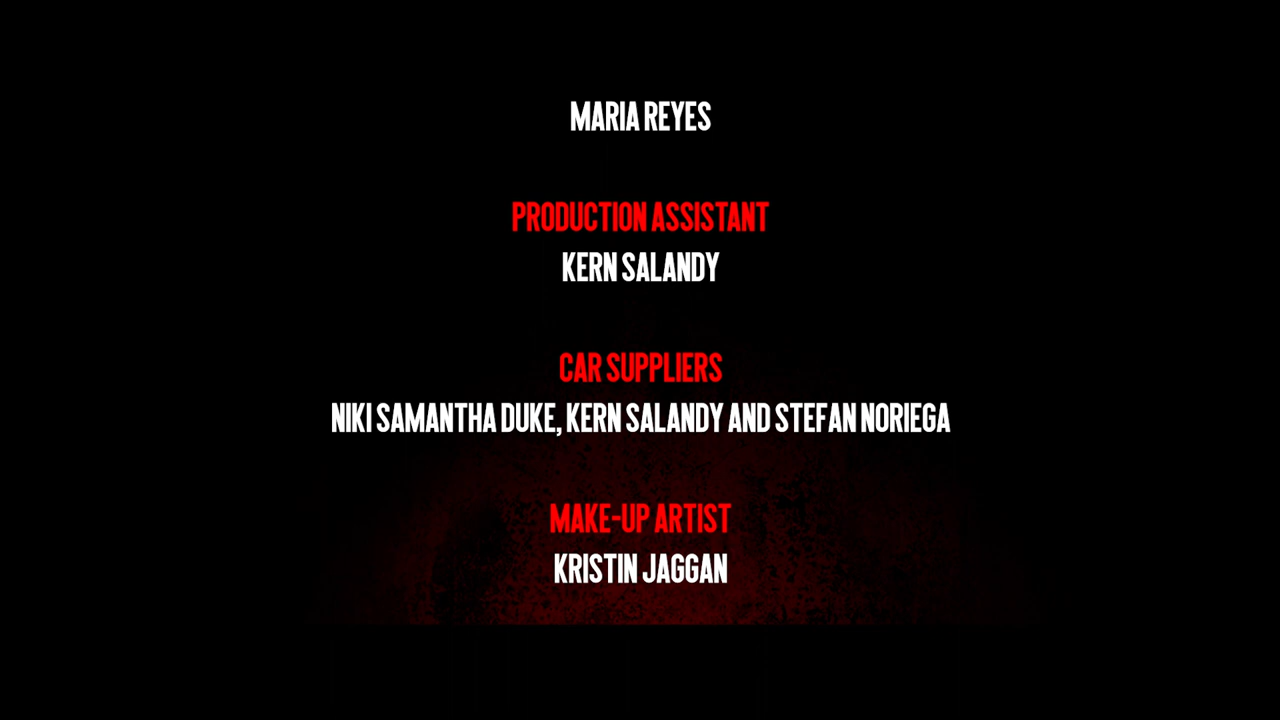 MARIA REYES
PRODUCTION ASSISTANT
KERN SALANDY
CAR SUPPLIERS
NIKI SAMANTHA DUKE, KERN SALANDY AND STEFAN NORIEGA
MAKE-UP ARTIST
KRISTIN JAGGAN